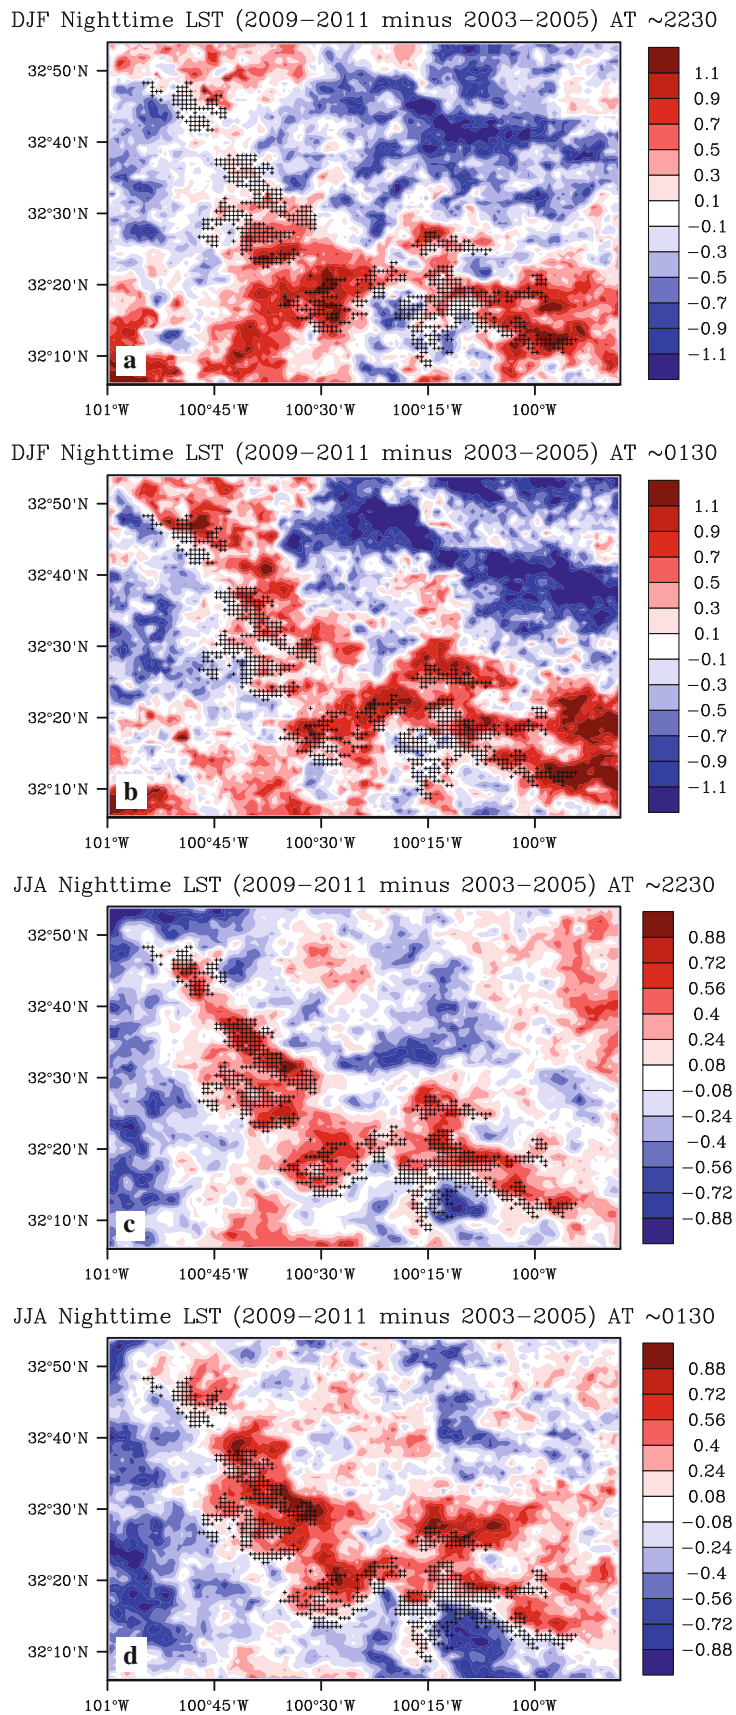 DJF Nighttime LST (2009−2011 minus 2003−2005) AT ~2230
32°50'N
32°40'N
32°30'N
32°20'N
32°10'N
a
101°W 100°45'W 100°30'W 100°15'W 100°W
1.1
0.9
0.7
0.5
0.3
0.1
−0.1
−0.3
−0.5
−0.7
−0.9
−1.1
DJF Nighttime LST (2009−2011 minus 2003−2005) AT ~0130
32°50'N
32°40'N
32°30'N
32°20'N
32°10'N
b
101°W 100°45'W 100°30'W 100°15'W 100°W
1.1
0.9
0.7
0.5
0.3
0.1
−0.1
−0.3
−0.5
−0.7
−0.9
−1.1
JJA Nighttime LST (2009−2011 minus 2003−2005) AT ~2230
32°50'N
32°40'N
32°30'N
32°20'N
32°10'N
c
101°W 100°45'W 100°30'W 100°15'W 100°W
0.88
0.72
0.56
0.4
0.24
0.08
−0.08
−0.24
−0.4
−0.56
−0.72
−0.88
JJA Nighttime LST (2009−2011 minus 2003−2005) AT ~0130
32°50'N
32°40'N
32°30'N
32°20'N
32°10'N
d
101°W 100°45'W 100°30'W 100°15'W 100°W
0.88
0.72
0.56
0.4
0.24
0.08
−0.08
−0.24
−0.4
−0.56
−0.72
−0.88